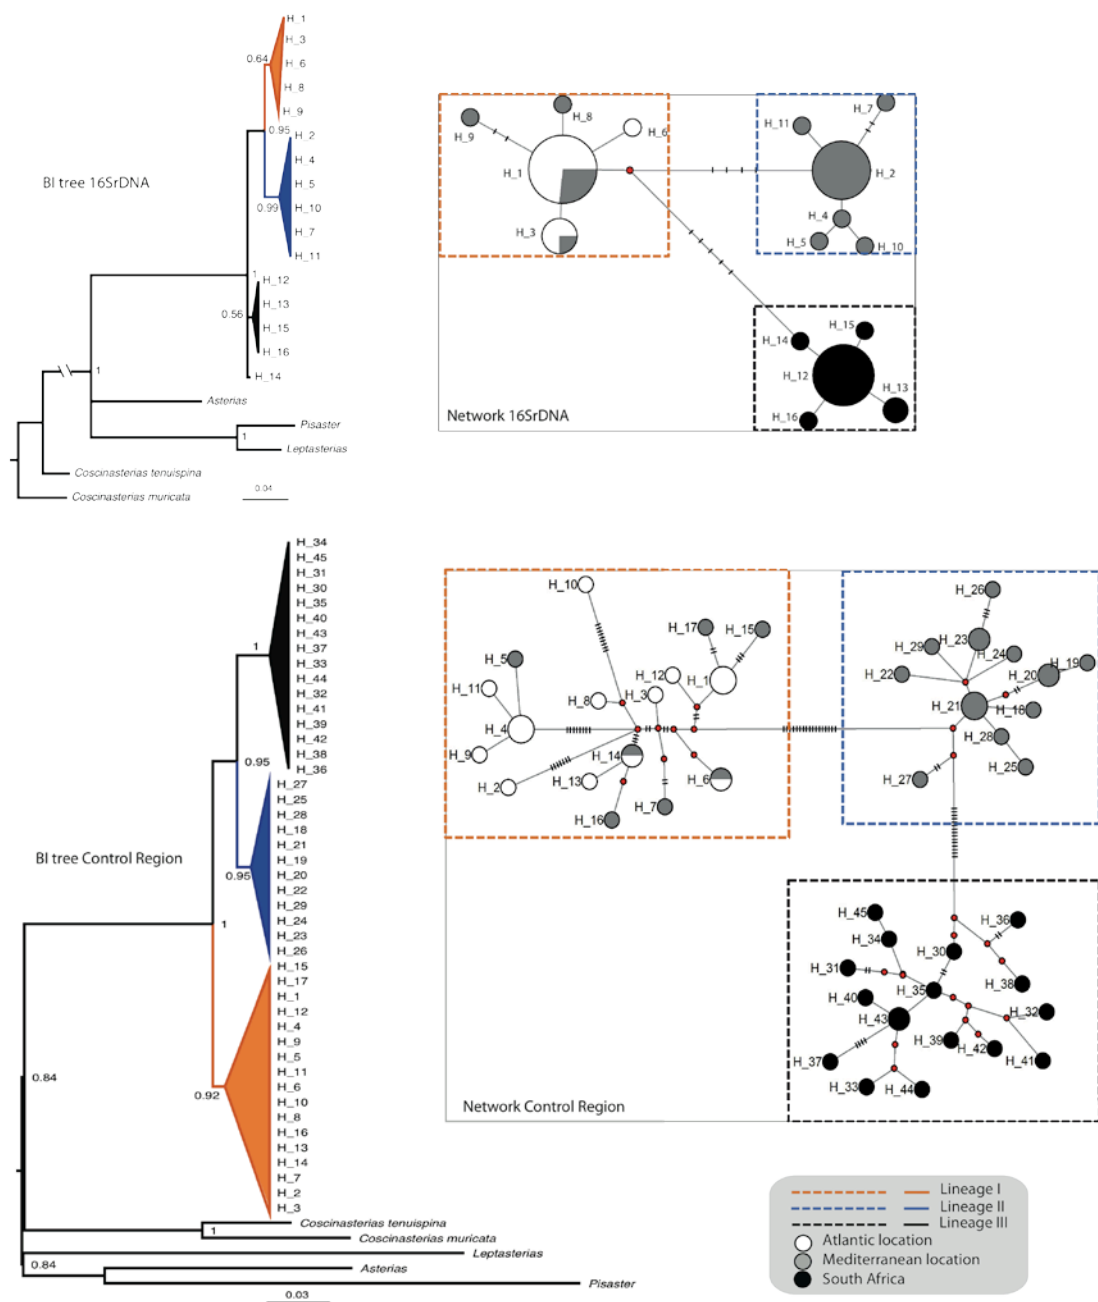 H_1
H_3
0.64
H_6
H_8
H_9
0.95
H_2
H_4
BI tree 16SrDNA
H_5
0.99
H_10
H_7
H_11
1
H_12
H_13
0.56
H_15
H_16
H_14
1
Asterias
Pisaster
1
Leptasterias
Coscinasterias tenuispina
0.04
Coscinasterias muricata
H_9
H_8
H_6
H_1
H_3
H_7
H_11
H_2
H_4
H_5
H_10
H_15
H_14
H_12
H_13
H_16
Network 16SrDNA
H_34
H_45
H_31
H_30
H_35
H_40
H_43
1
H_37
H_33
H_44
H_32
H_41
H_39
H_42
H_38
0.95
H_36
H_27
H_25
H_28
H_18
H_21
BI tree Control Region
H_19
0.95
H_20
H_22
H_29
H_24
1
H_23
H_26
H_15
H_17
H_1
H_12
H_4
H_9
H_5
0.84
H_11
0.92
H_6
H_10
H_8
H_16
H_13
H_14
H_7
H_2
H_3
Coscinasterias tenuispina
1
Coscinasterias muricata
Leptasterias
0.84
Asterias
Pisaster
0.03
H_10
H_17
H_15
H_5
H_12
H_1
H_11
H_8
H_3
H_4
H_9
H_14
H_2
H_13
H_6
H_16
H_7
H_26
H_23
H_29
H_24
H_22
H_20
H_19
H_21
H_18
H_28
H_27
H_25
H_45
H_36
H_34
H_30
H_31
H_38
H_35
H_40
H_32
H_43
H_39
H_42
H_41
H_37
H_33
H_44
Network Control Region
Lineage I
Lineage II
Lineage III
Atlantic location
Mediterranean location
South Africa